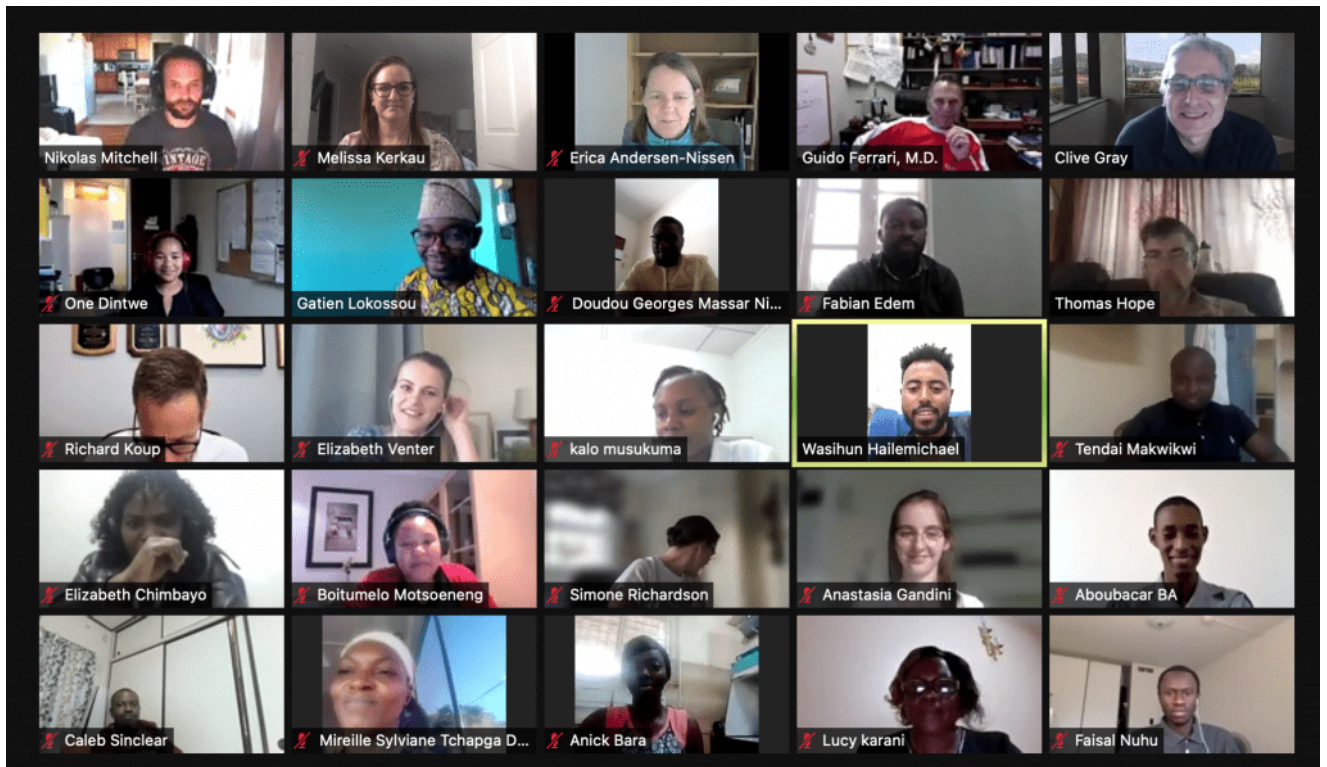 Nikolas Mitchell
Melissa Kerkau
Erica Andersen-Nissen
Guido Ferrari, M.D.
Clive Gray
One Dintwe
Gatien Lokossou
Doudou Georges Massar Ni...
Fabian Edem
Thomas Hope
Richard Koup
Elizabeth Venter
kalo musukuma
Wasihun Hailemichael
Tendai Makwikwi
Elizabeth Chimbayo
Boitumelo Motsoeneng
Simone Richardson
Anastasia Gandini
Aboubacar BA
Caleb Sinclear
Mireille Sylviane Tchapga D...
Anick Bara
Lucy karani
Faisal Nuhu